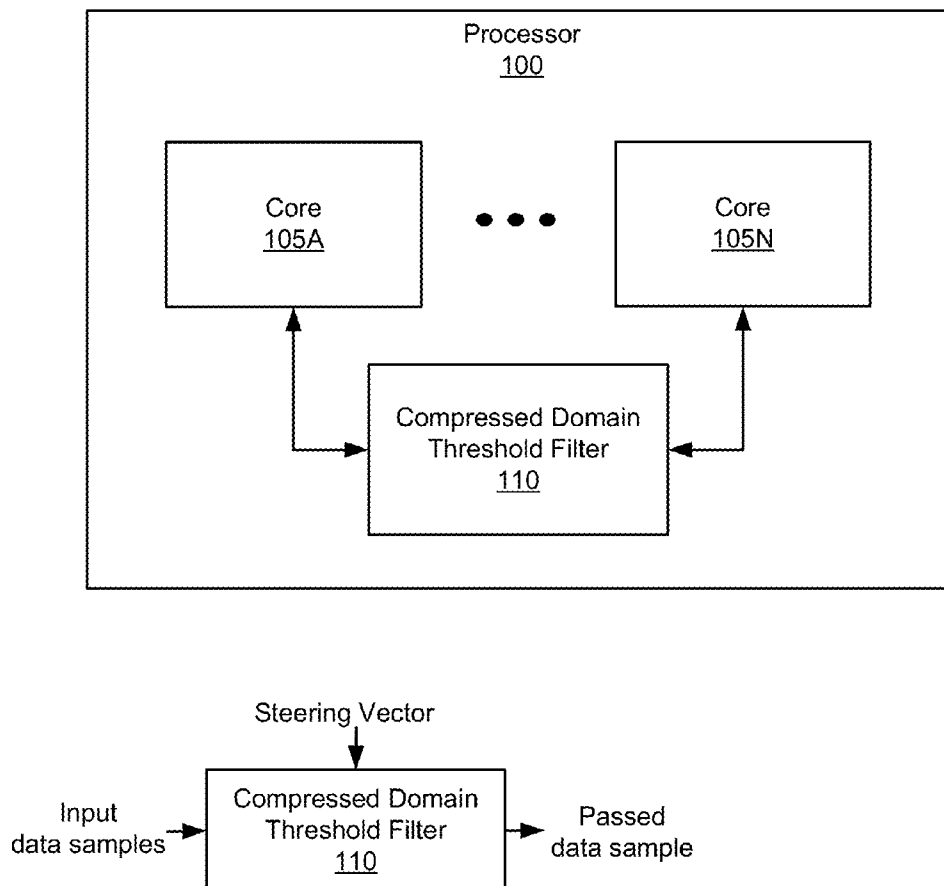 Processor
100
Core
105A
Core
105N
Compressed Domain
Threshold Filter
110
Steering Vector
Input
data samples
Compressed Domain
Threshold Filter
110
Passed
data sample